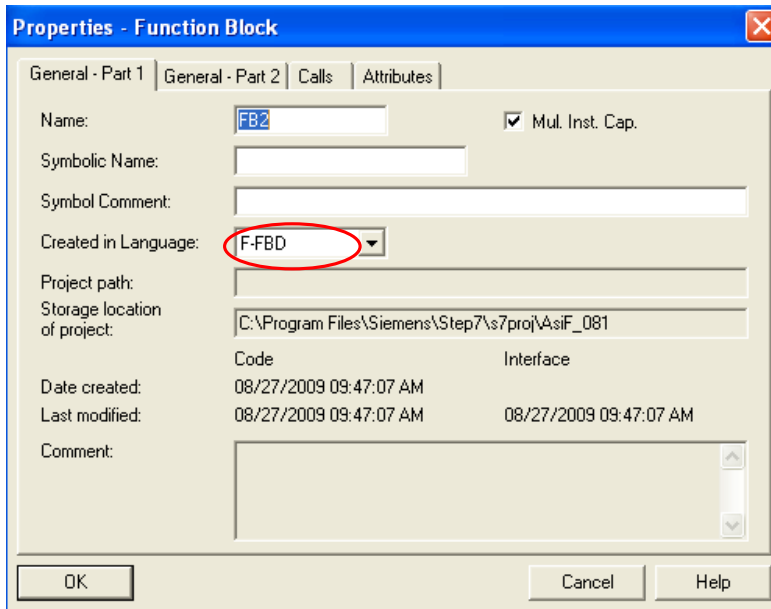 Properties - Function Block
General - Part 1 General - Part 2 Calls Attributes
Name: FB2 Mul. Inst. Cap.
Symbolic Name:
Symbol Comment:
Created in Language: F-FBD
Project path:
Storage location
of project: C:\Program Files\Siemens\Step7\s7proj\AsiF_081
Code Interface
Date created: 08/27/2009 09:47:07 AM
Last modified: 08/27/2009 09:47:07 AM 08/27/2009 09:47:07 AM
Comment:
OK Cancel Help